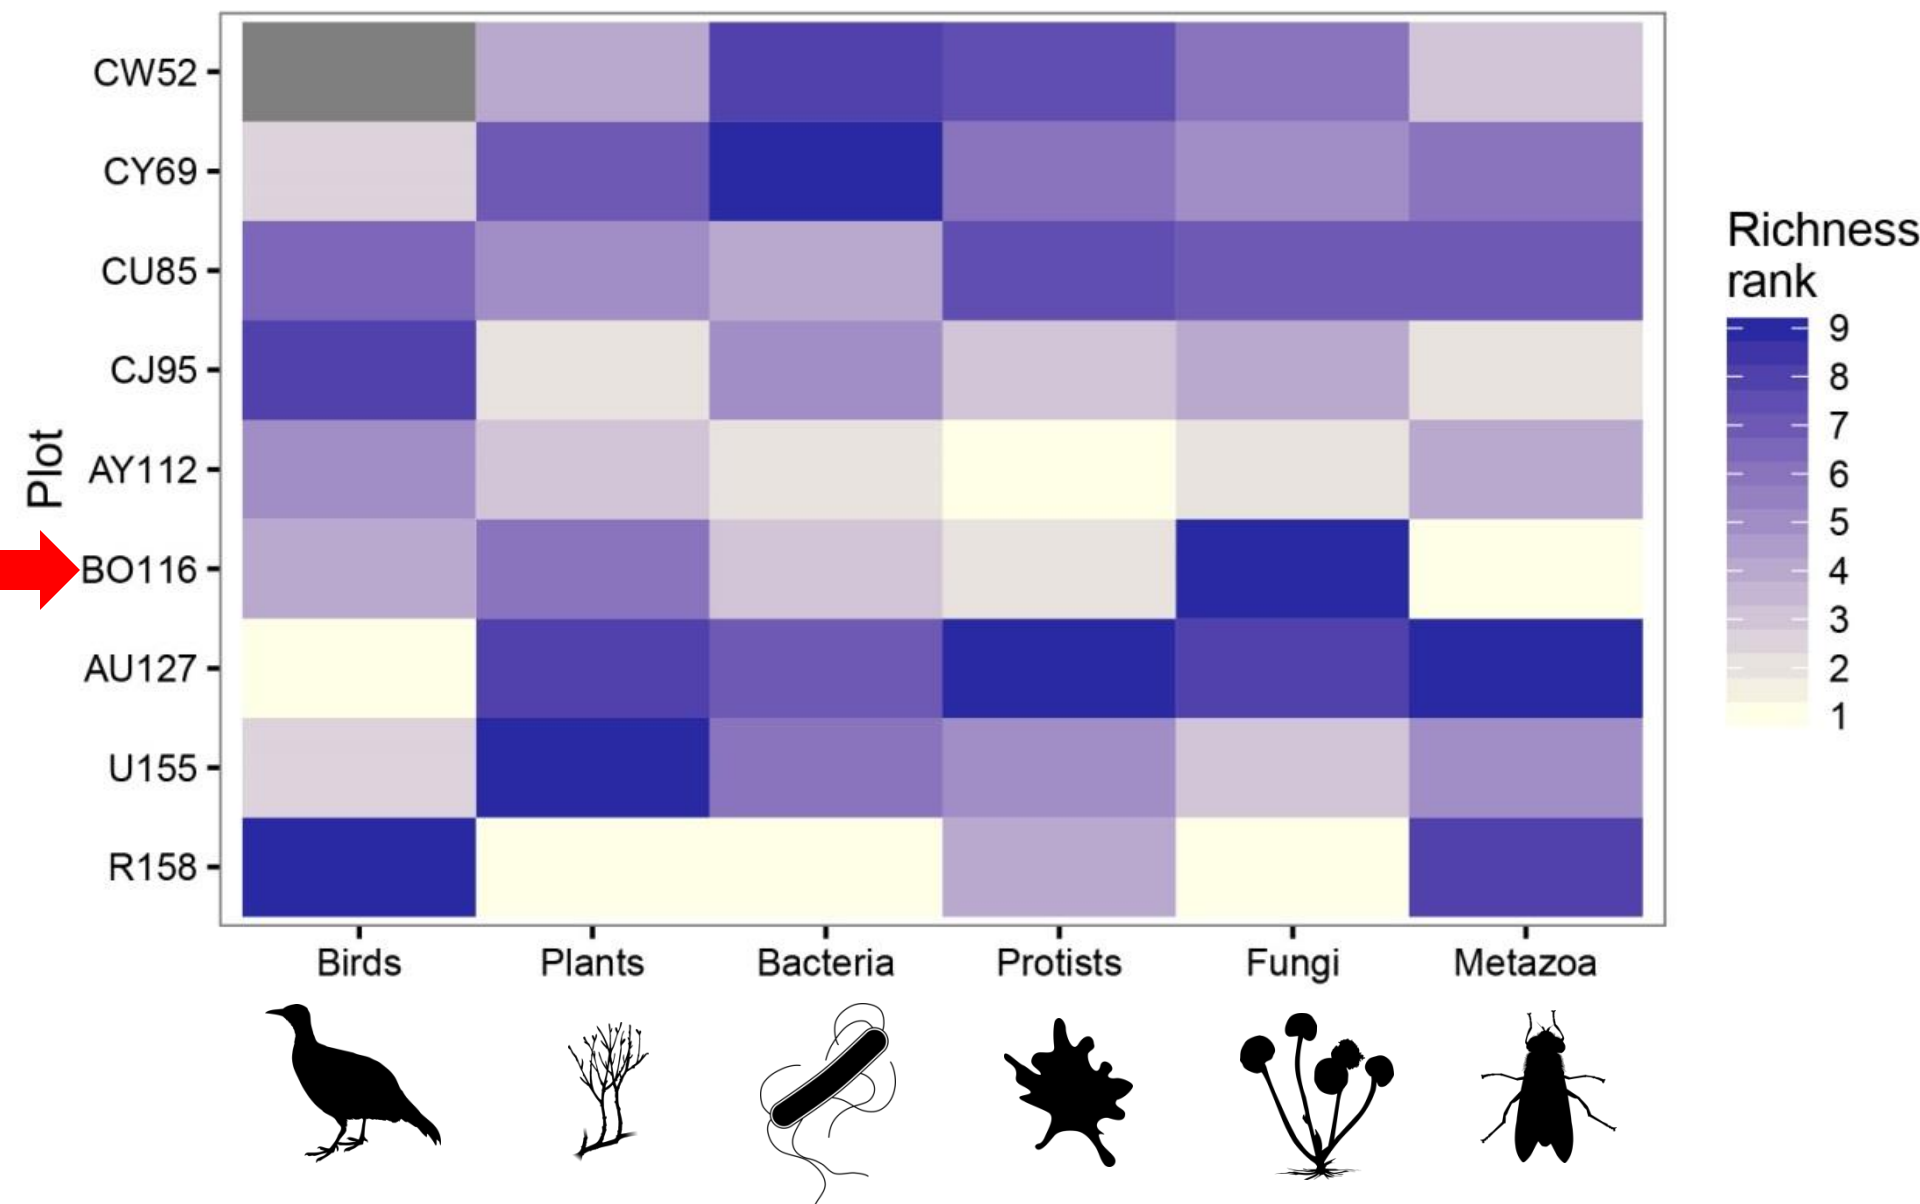 CW52
CY69
CU85
CJ95
AY112
BO116
AU127
U155
R158
Plot
Birds Plants Bacteria Protists Fungi Metazoa
Richness
rank
9
8
7
6
5
4
3
2
1